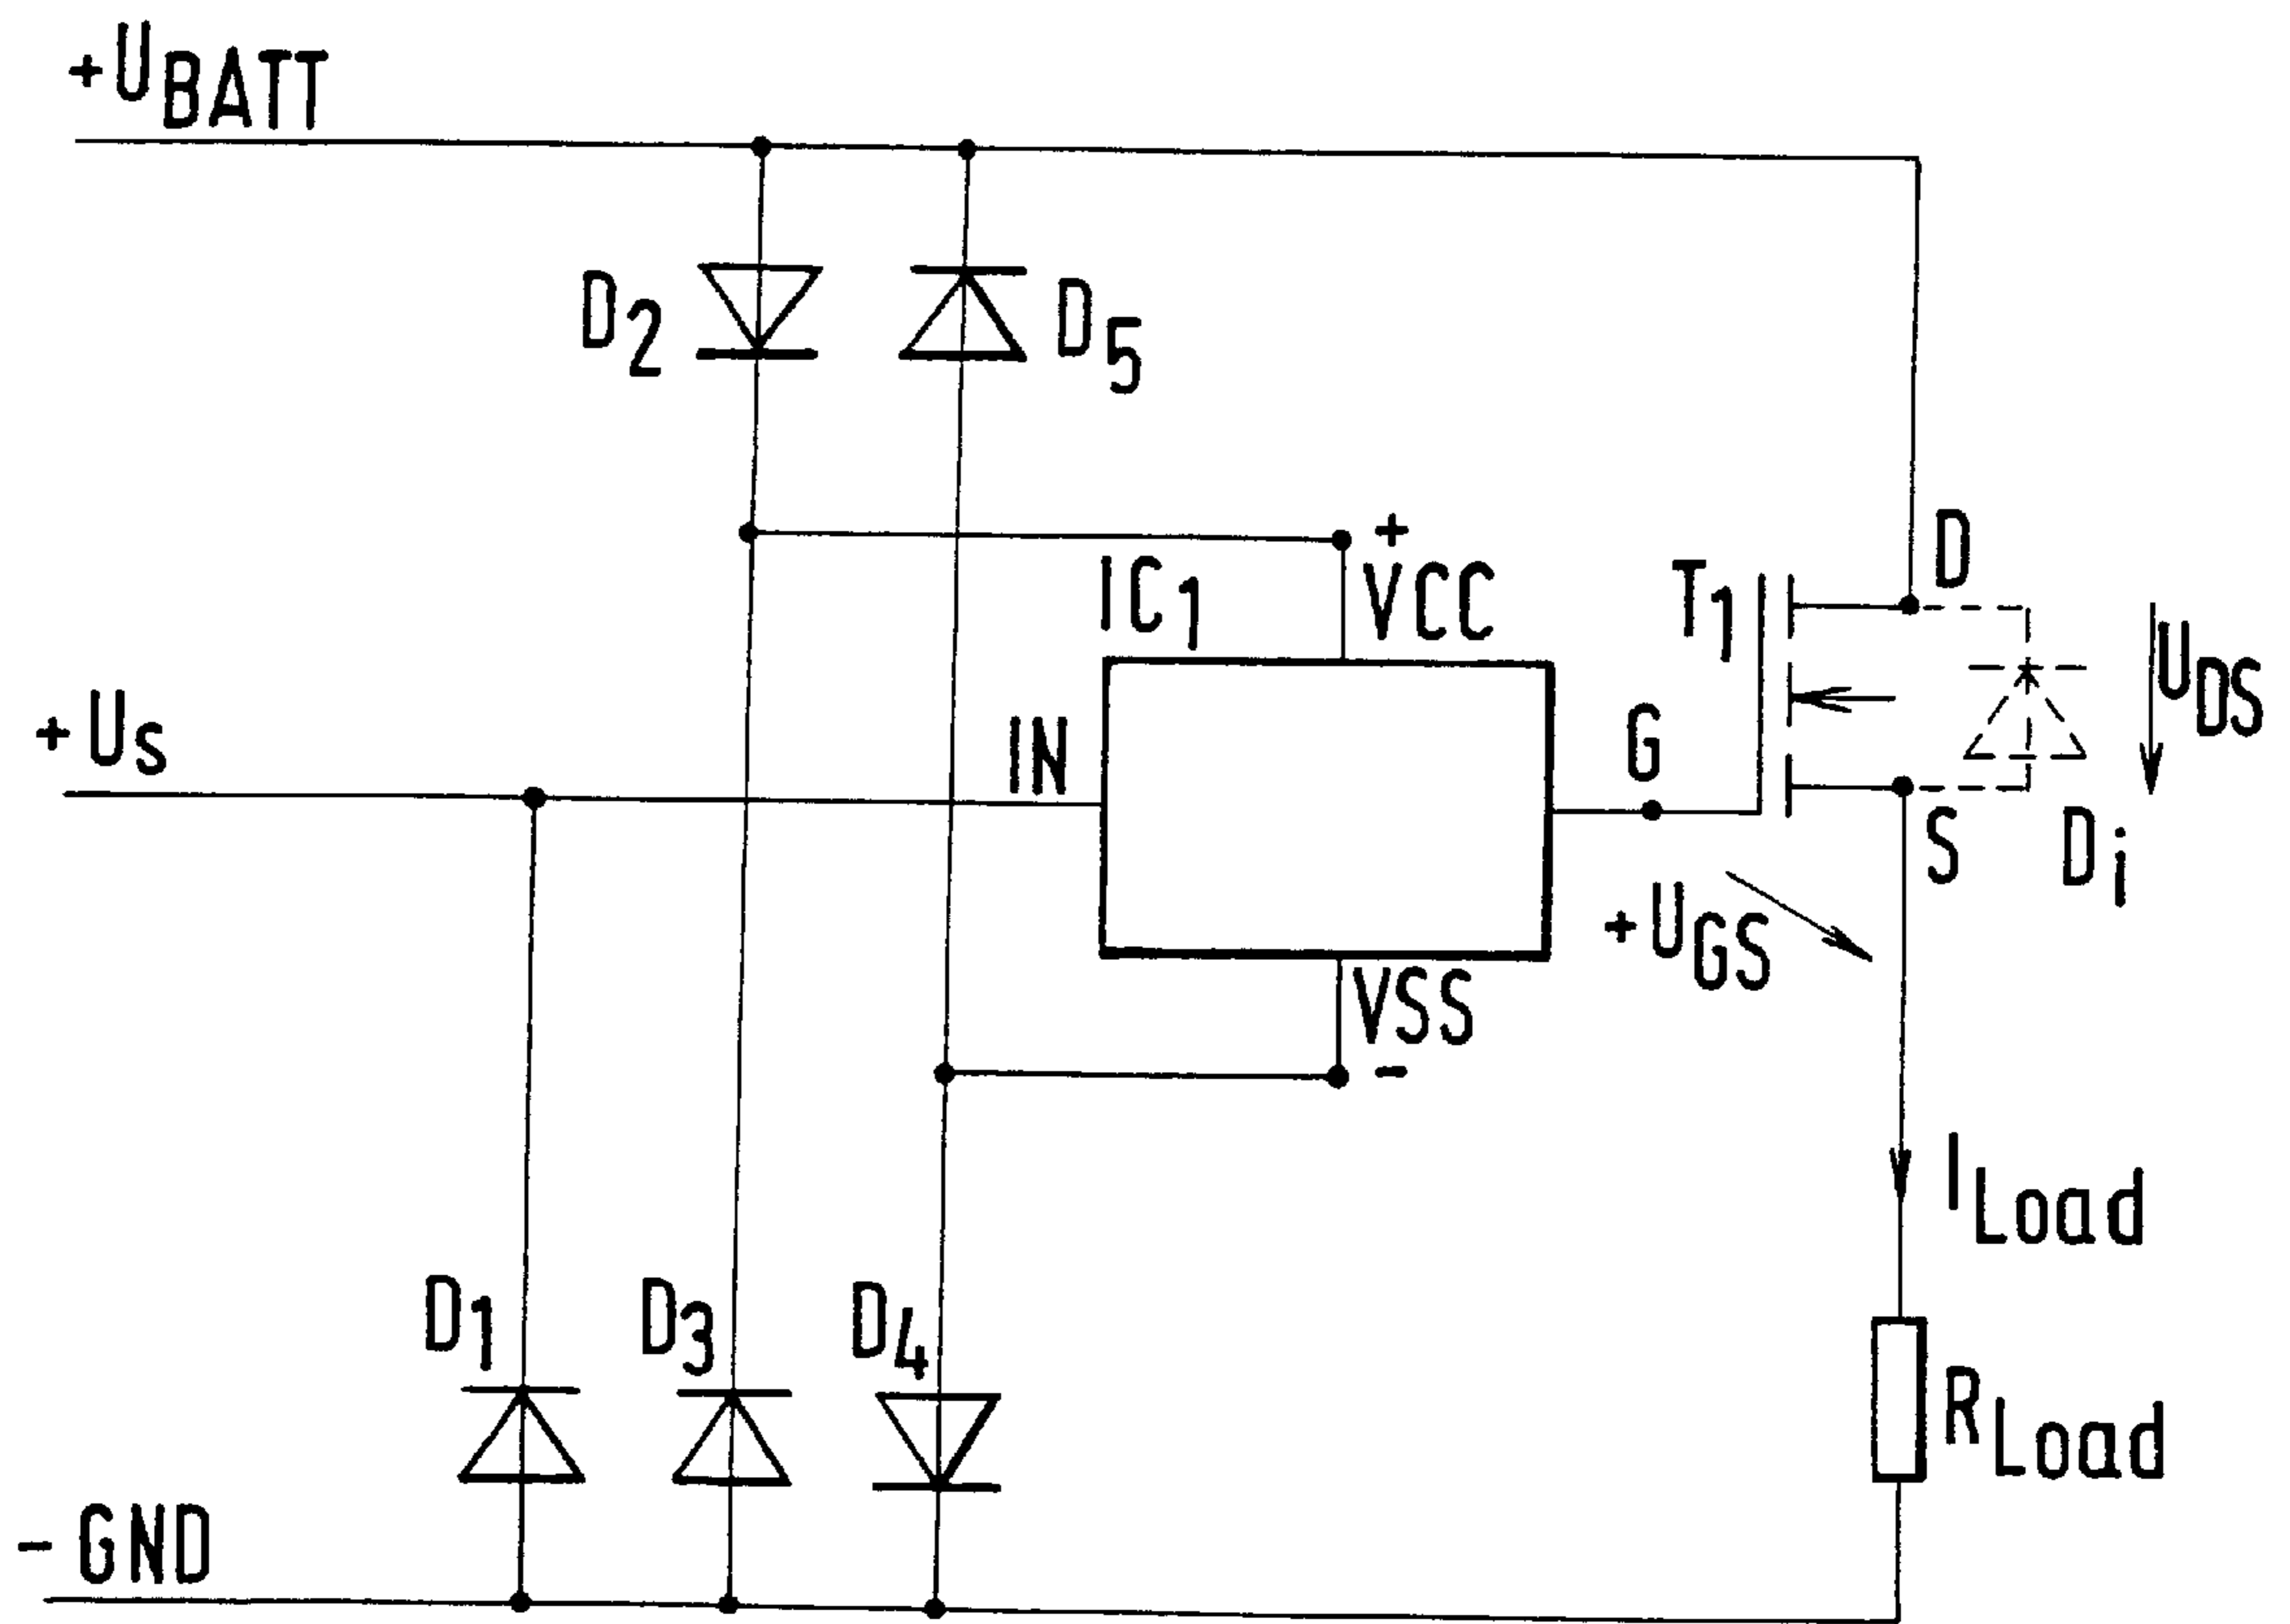 +UBATT
D2
D5
+
VCC
IC1
T1
D
UDS
+Us
IN
G
S
Di
+UGS
VSS
-
ILoad
D1
D3
D4
RLoad
- GND